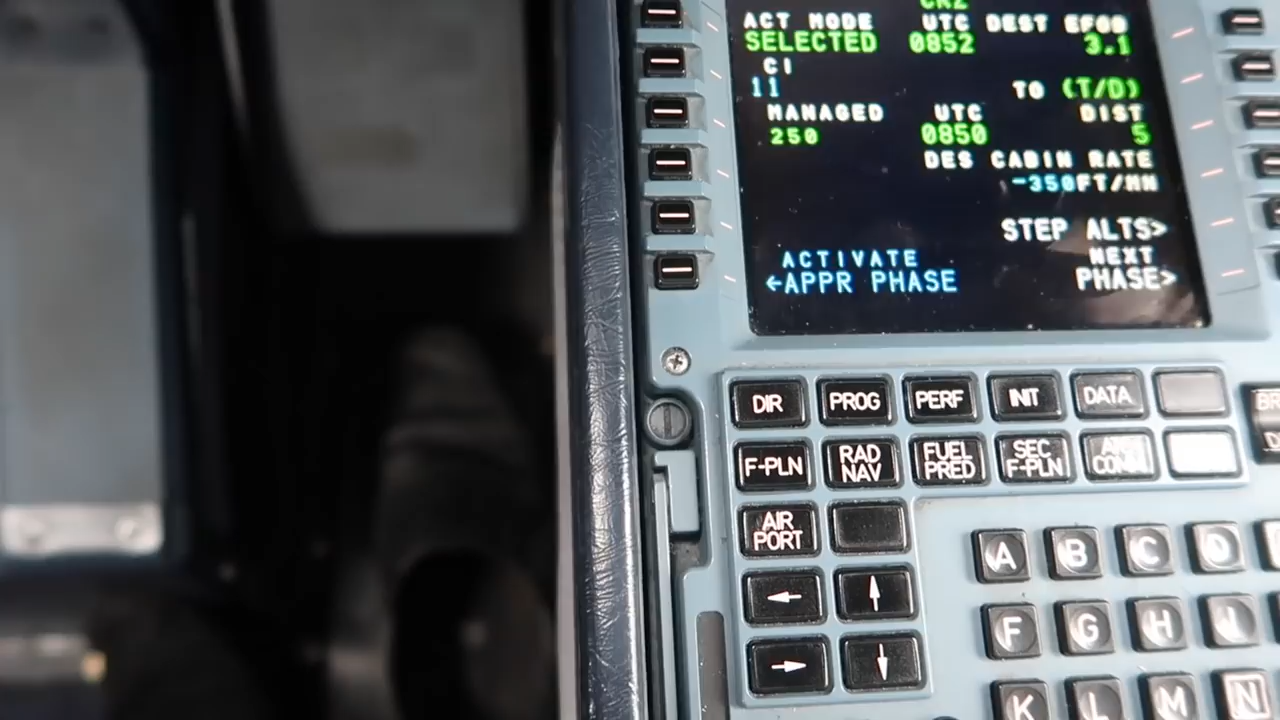 CRZ
ACT MODE UTC DEST EFOB
SELECTED 0852 3.1
CI
11 TO (T/D)
MANAGED UTC DIST
250 0850 5
DES CABIN RATE
-350FT/MN
STEP ALTS>
ACTIVATE NEXT
←APPR PHASE PHASE>
DIR PROG PERF INIT DATA
F-PLN RAD NAV FUEL PRED SEC F-PLN
AIR PORT
← ↑
→ ↓
A B C D
F G H I
K L M N